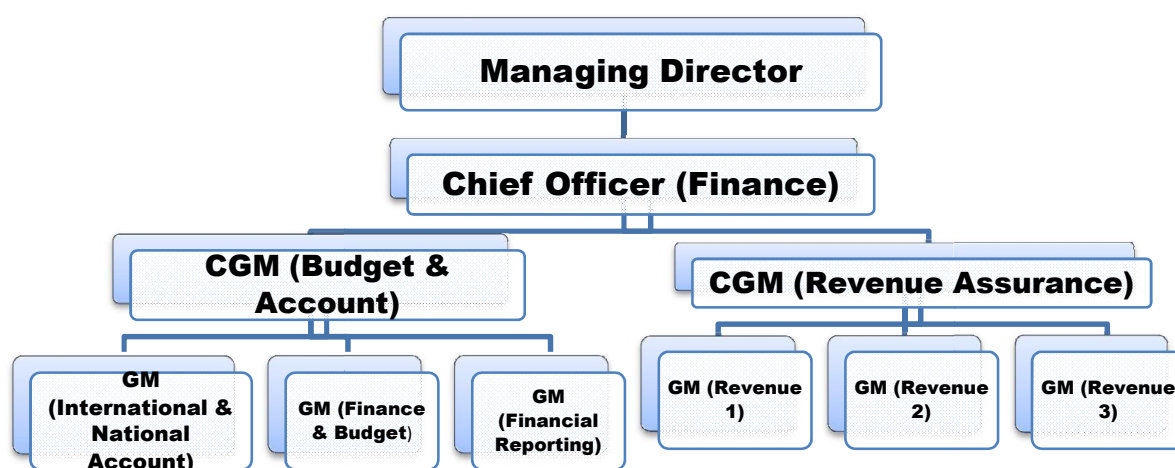 Managing Director
Chief Officer (Finance)
CGM (Budget &
Account)
CGM (Revenue Assurance)
GM
(International &
National
Account)
GM (Finance
& Budget)
GM
(Financial
Reporting)
GM (Revenue
1)
GM (Revenue
2)
GM (Revenue
3)